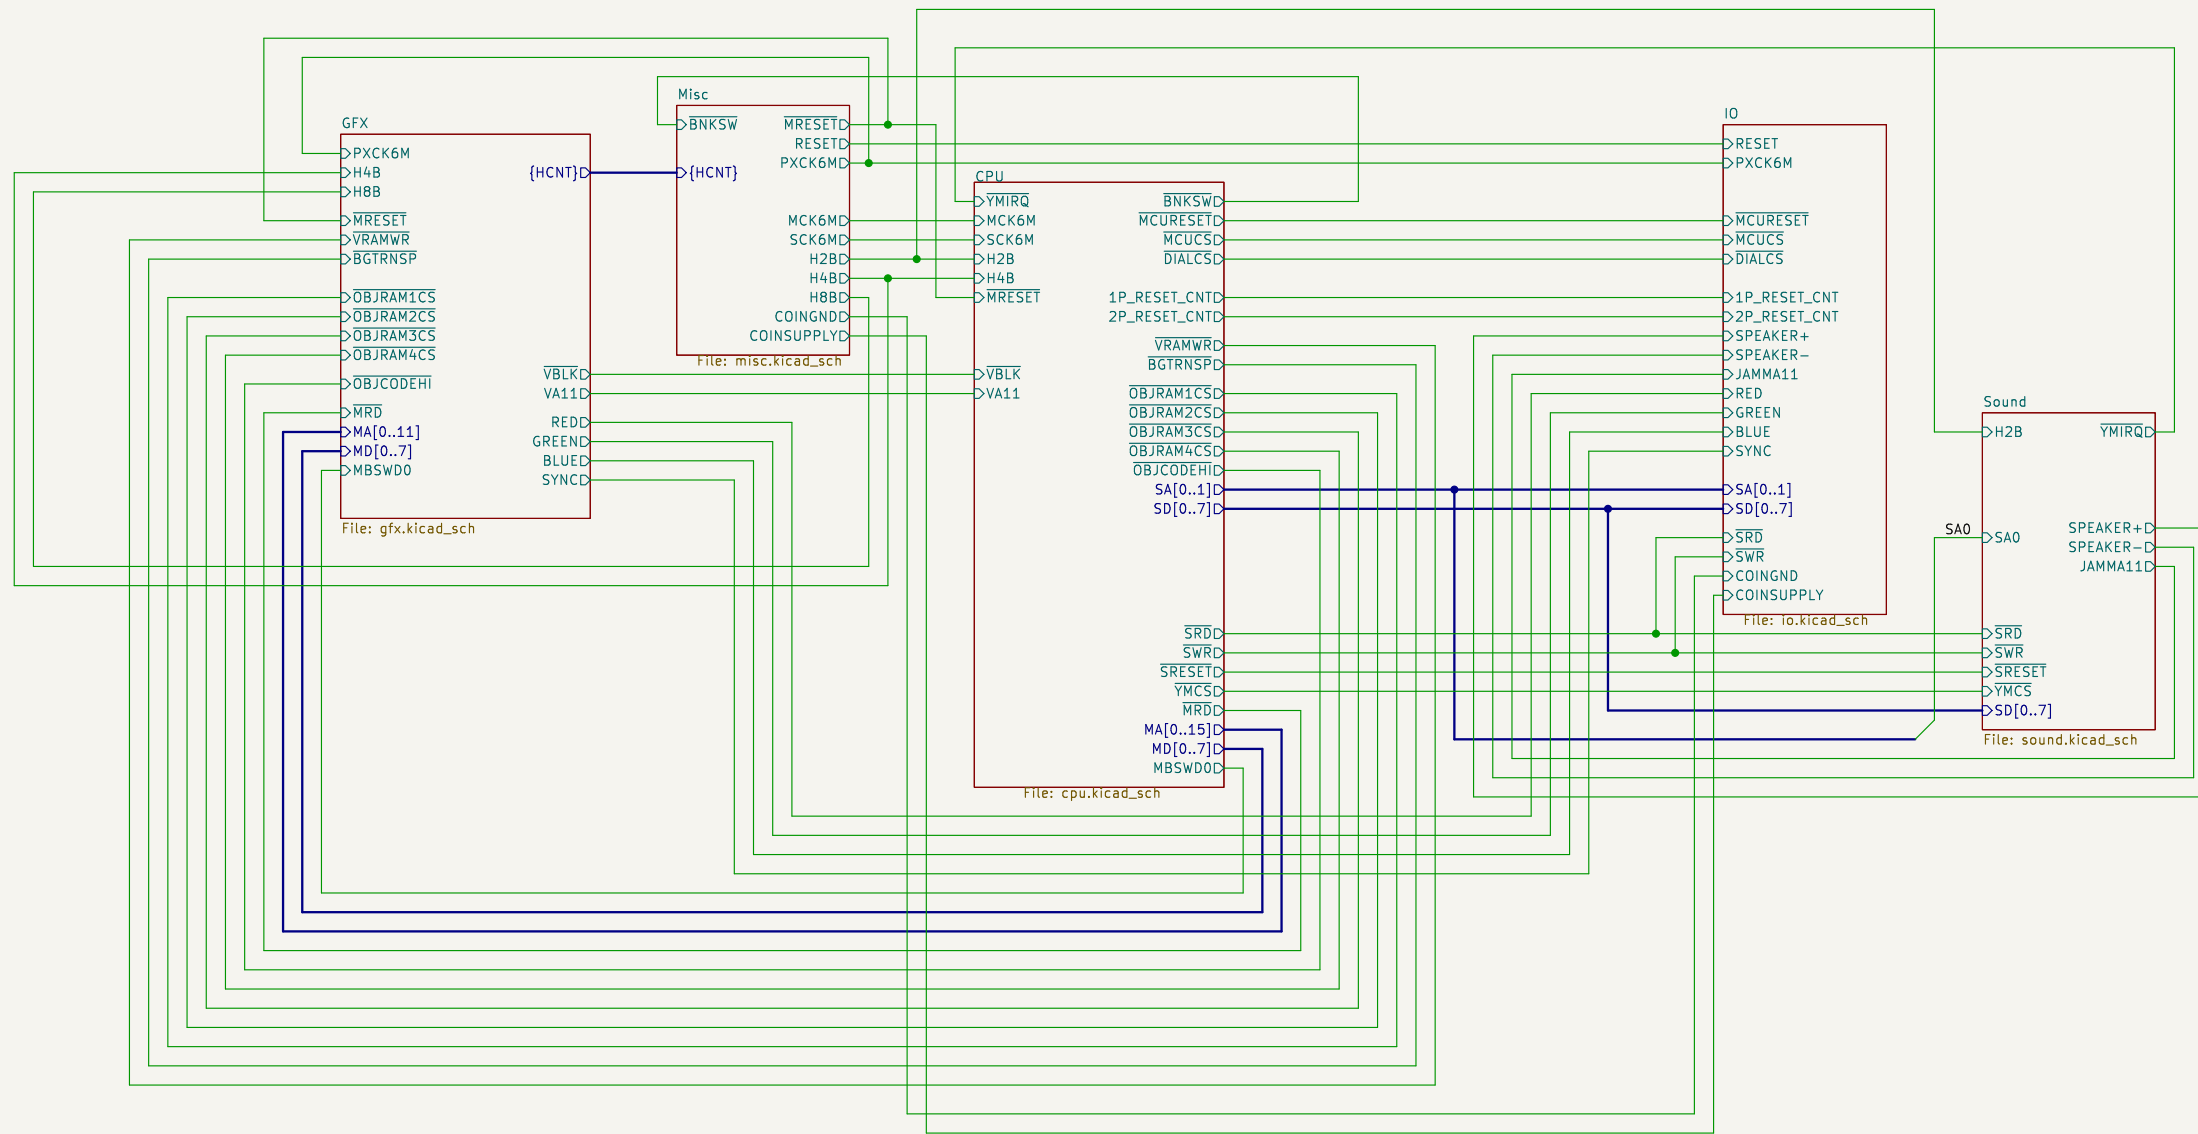 GFX
PXCK6M
H4B
H8B
MRESET
VRAMWR
BGTRNSP
OBJRAM1CS
OBJRAM2CS
OBJRAM3CS
OBJRAM4CS
OBJCODEHI
MRD
MA[0..11]
MD[0..7]
MBSWD0
{HCNT}
VBLK
VA11
RED
GREEN
BLUE
SYNC
File: gfx.kicad_sch
Misc
BNKSW
{HCNT}
MRESET
RESET
PXCK6M
MCK6M
SCK6M
H2B
H4B
H8B
COINGND
COINSUPPLY
File: misc.kicad_sch
CPU
YMIRQ
MCK6M
SCK6M
H2B
H4B
MRESET
VBLK
VA11
BNKSW
MCURESET
MCUCS
DIALCS
1P_RESET_CNT
2P_RESET_CNT
VRAMWR
BGTRNSP
OBJRAM1CS
OBJRAM2CS
OBJRAM3CS
OBJRAM4CS
OBJCODEHI
SA[0..1]
SD[0..7]
SRD
SWR
SRESET
YMCS
MRD
MA[0..15]
MD[0..7]
MBSWD0
File: cpu.kicad_sch
IO
RESET
PXCK6M
MCURESET
MCUCS
DIALCS
1P_RESET_CNT
2P_RESET_CNT
SPEAKER+
SPEAKER-
JAMMA11
RED
GREEN
BLUE
SYNC
SA[0..1]
SD[0..7]
SRD
SWR
COINGND
COINSUPPLY
File: io.kicad_sch
Sound
H2B
SA0
SA0
SRD
SWR
SRESET
YMCS
SD[0..7]
YMIRQ
SPEAKER+
SPEAKER-
JAMMA11
File: sound.kicad_sch